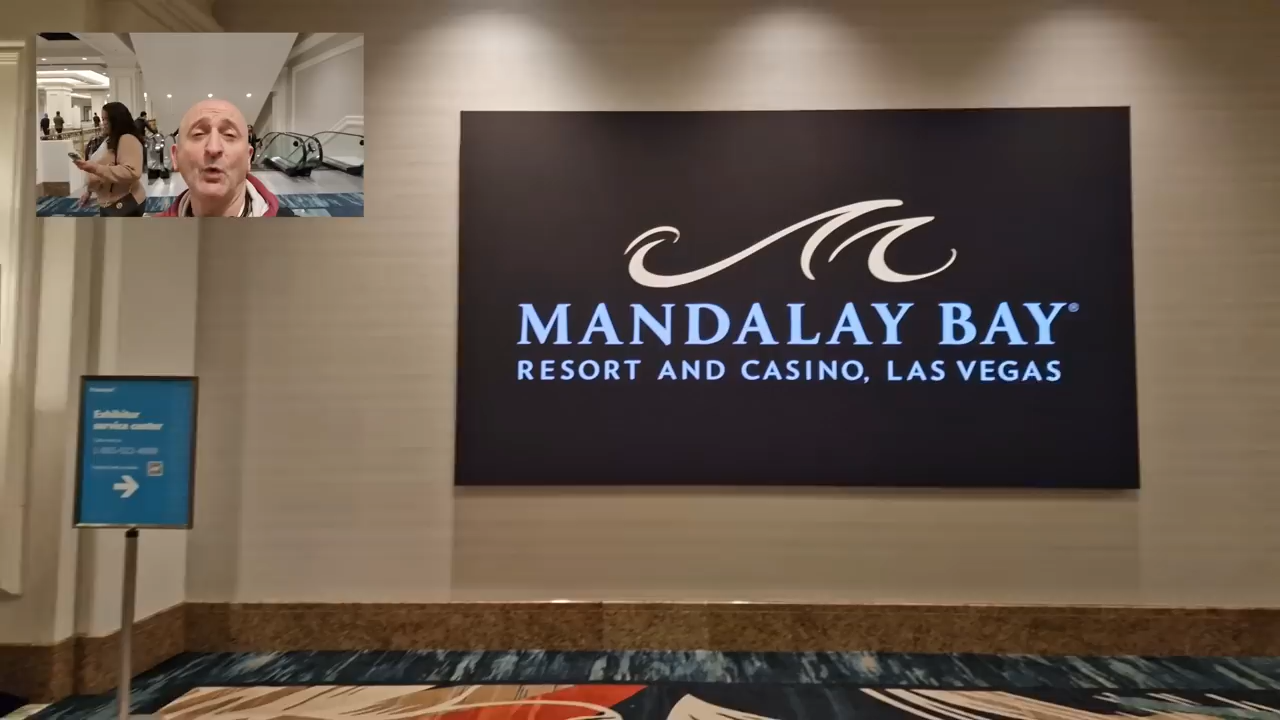 MANDALAY BAY®
RESORT AND CASINO, LAS VEGAS
Exhibitor
service center